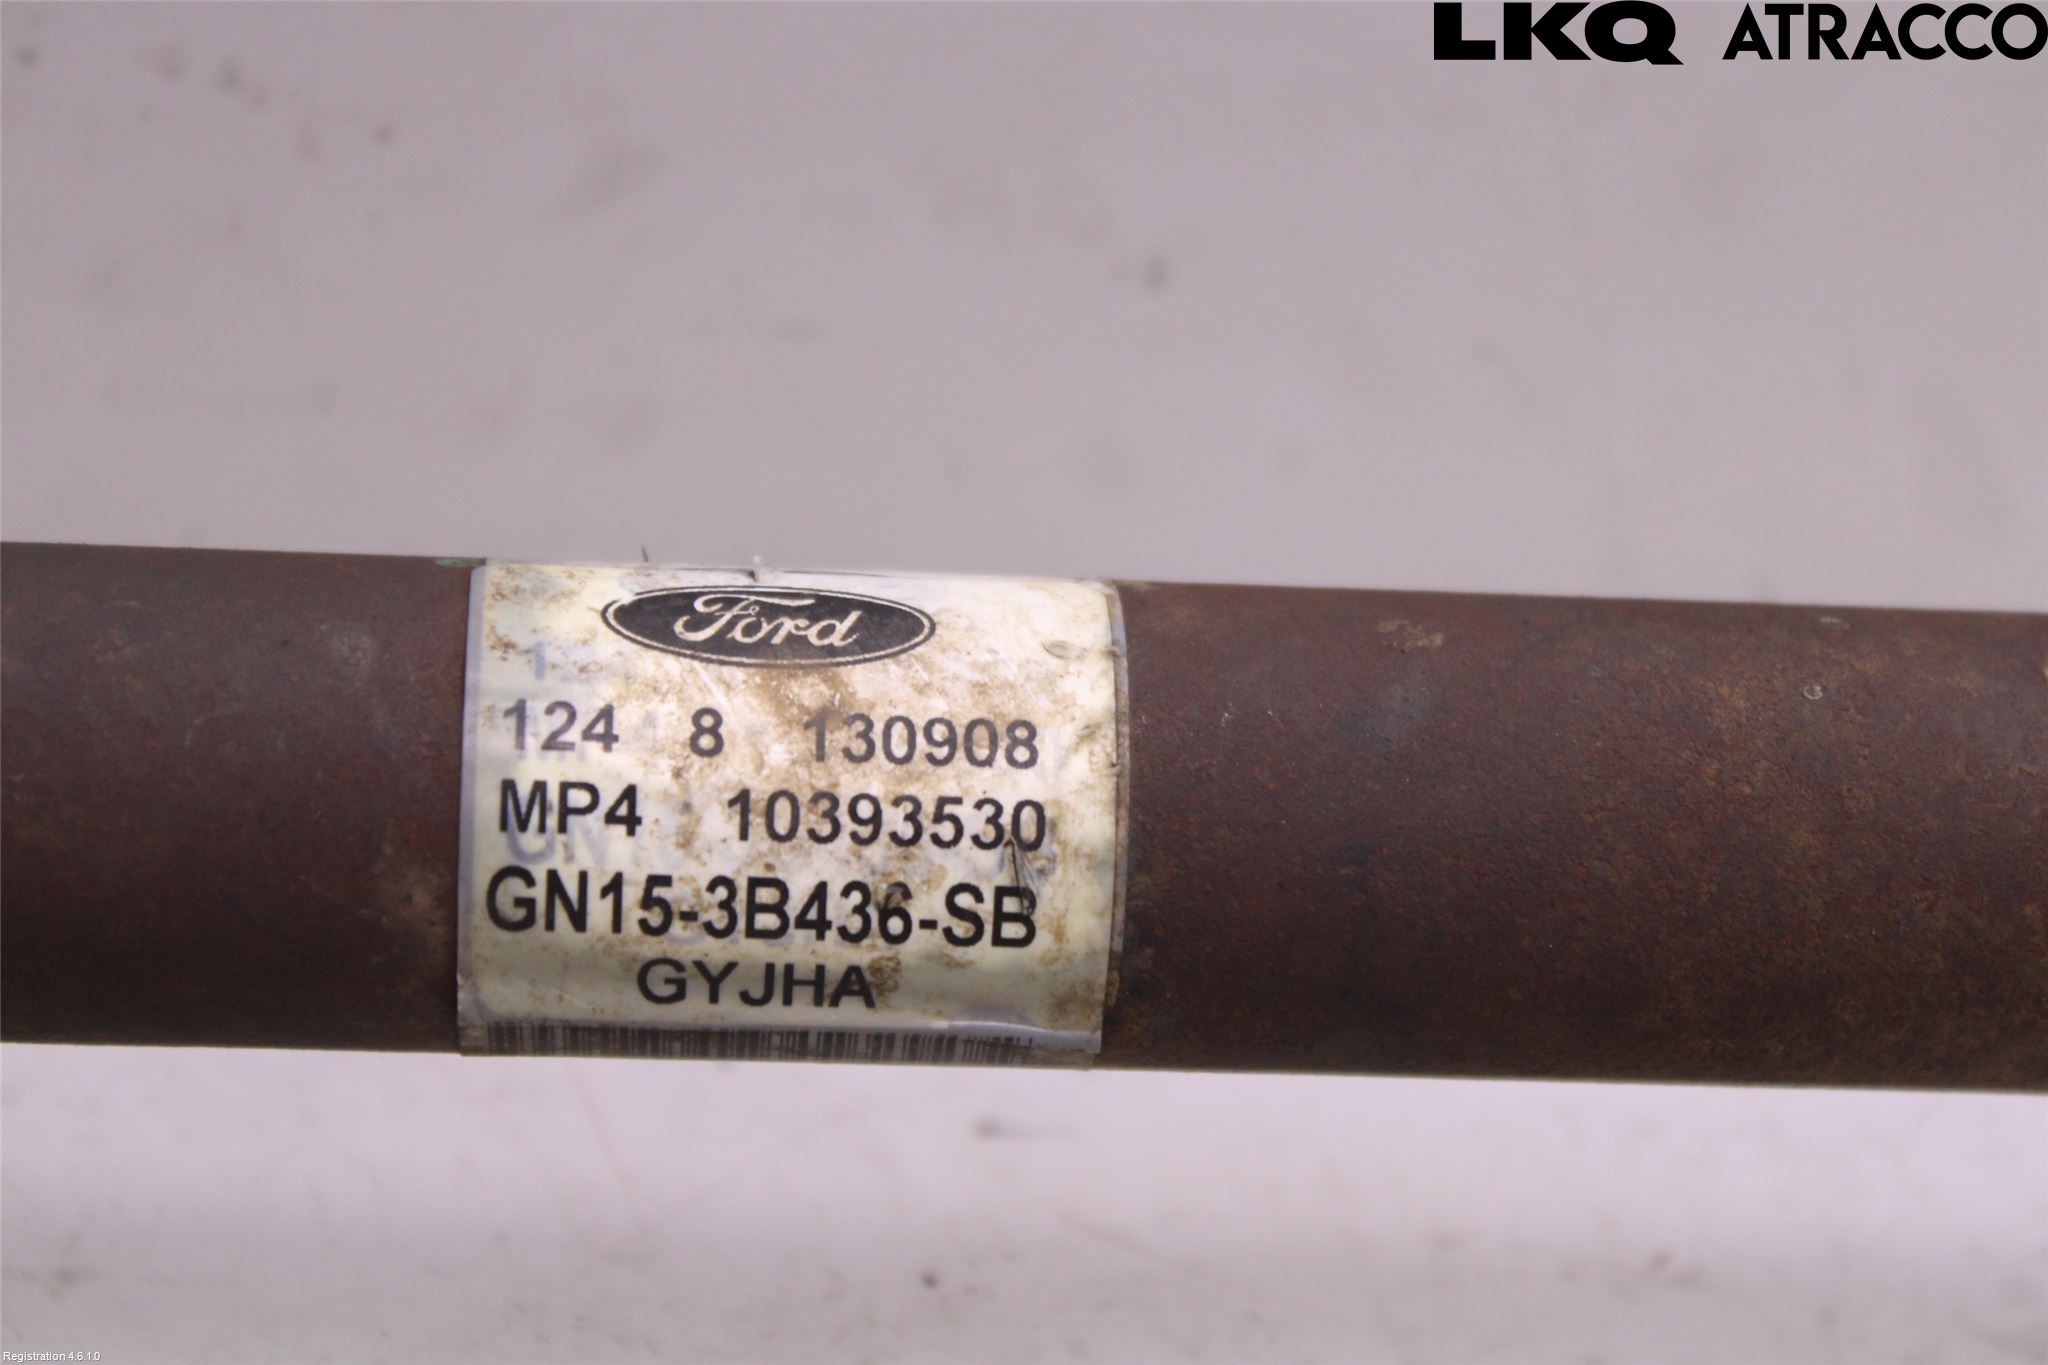 LKQ ATRACCO
Ford
124 8 130908
MP4 10393530
GN15-3B436-SB
GYJHA
Registration 4.6.1.0